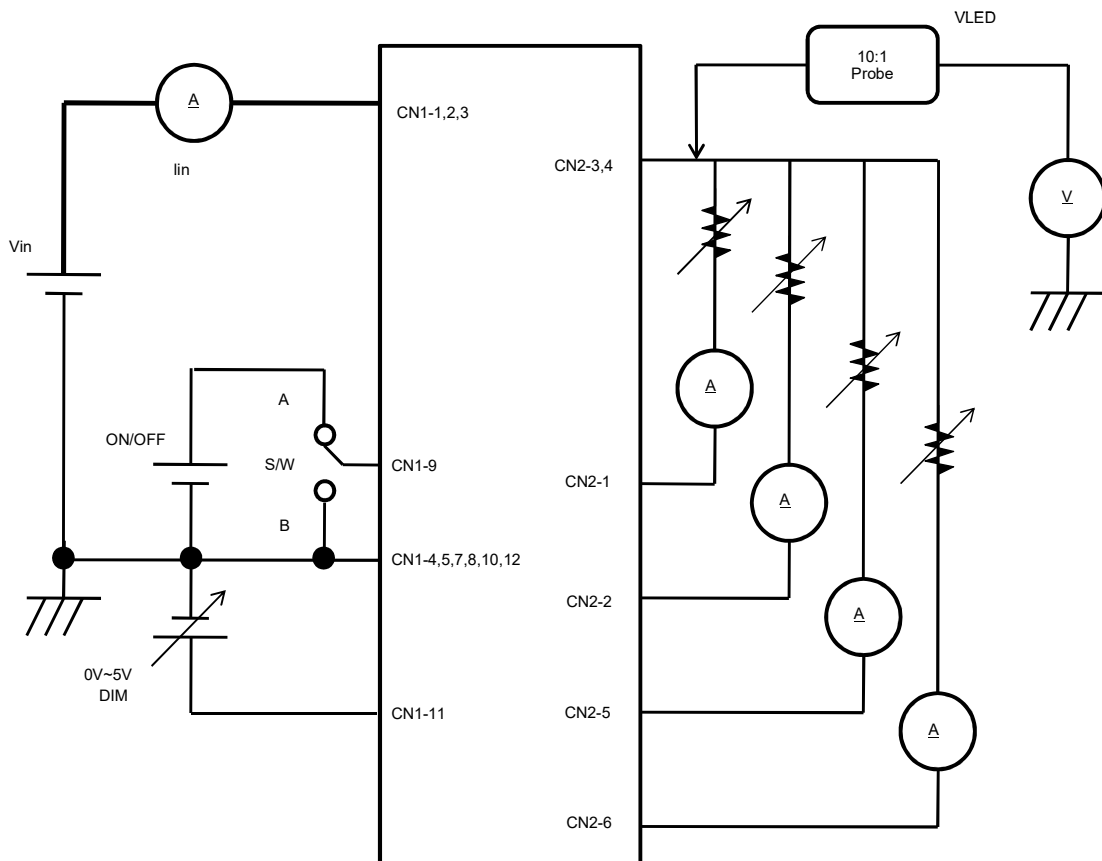 VLED
10:1
Probe
A
CN1-1,2,3
Iin
CN2-3,4
V
Vin
A
A
ON/OFF
S/W
CN1-9
CN2-1
A
B
CN1-4,5,7,8,10,12
CN2-2
A
0V~5V
DIM
CN1-11
CN2-5
A
CN2-6